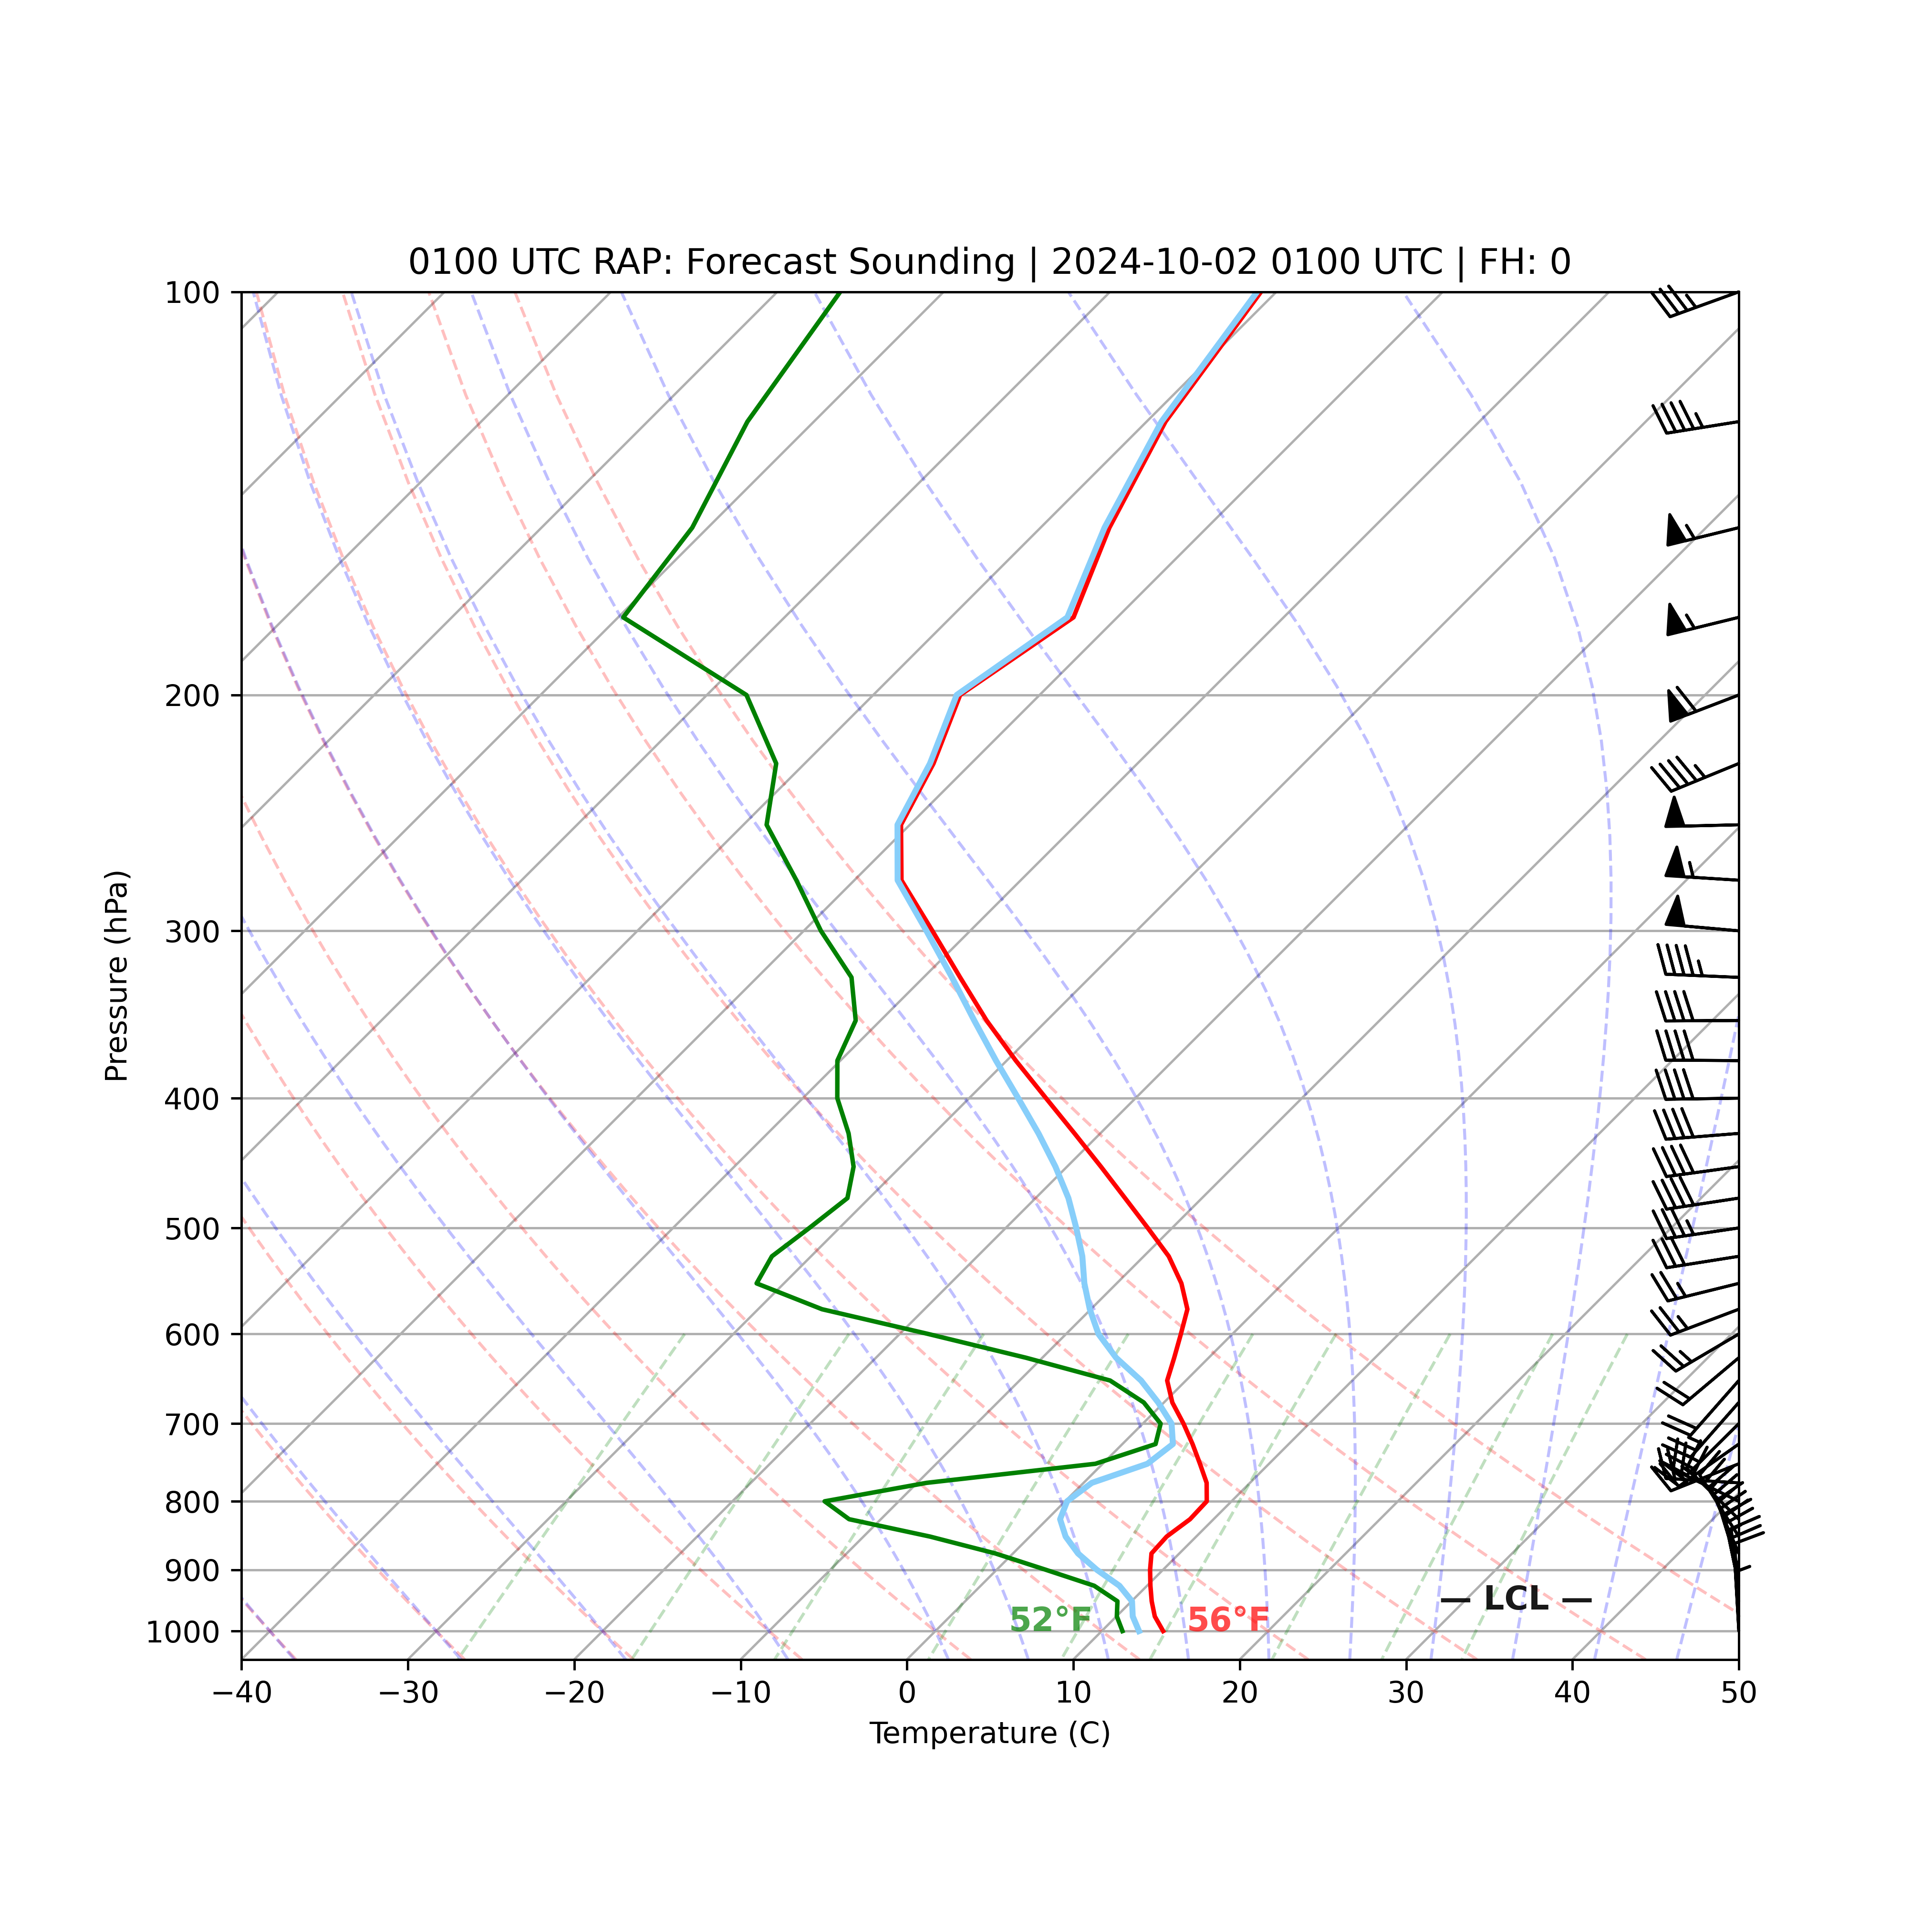 0100 UTC RAP: Forecast Sounding | 2024-10-02 0100 UTC | FH: 0
100
200
300
400
500
600
700
800
900
1000
Pressure (hPa)
— LCL —
52°F
56°F
−40 −30 −20 −10 0 10 20 30 40 50
Temperature (C)